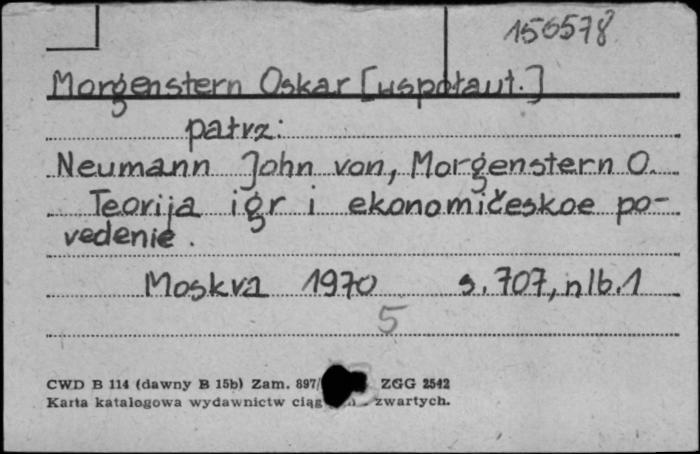 156578
Morgenstern Oskar [uspołaut.]
patrz:
Neumann John von, Morgenstern O.
Teorija igr i ekonomičeskoe po-
vedenie.
Moskva 1970 s. 707, nlb. 1
5
CWD B 114 (dawny B 15b) Zam. 897/ ZGG 2542
Karta katalogowa wydawnictw zwartych.